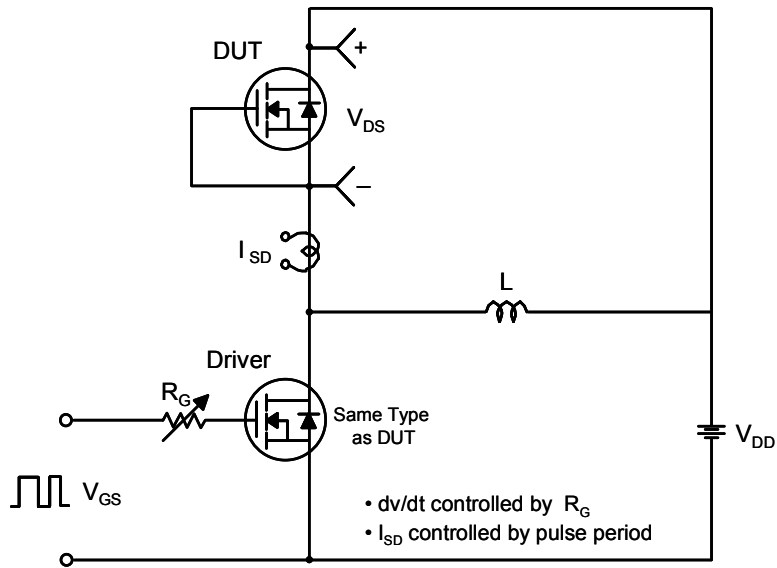 DUT
+
V_DS
–
I_SD
L
Driver
R_G
Same Type
as DUT
V_DD
V_GS
• dv/dt controlled by R_G
• I_SD controlled by pulse period